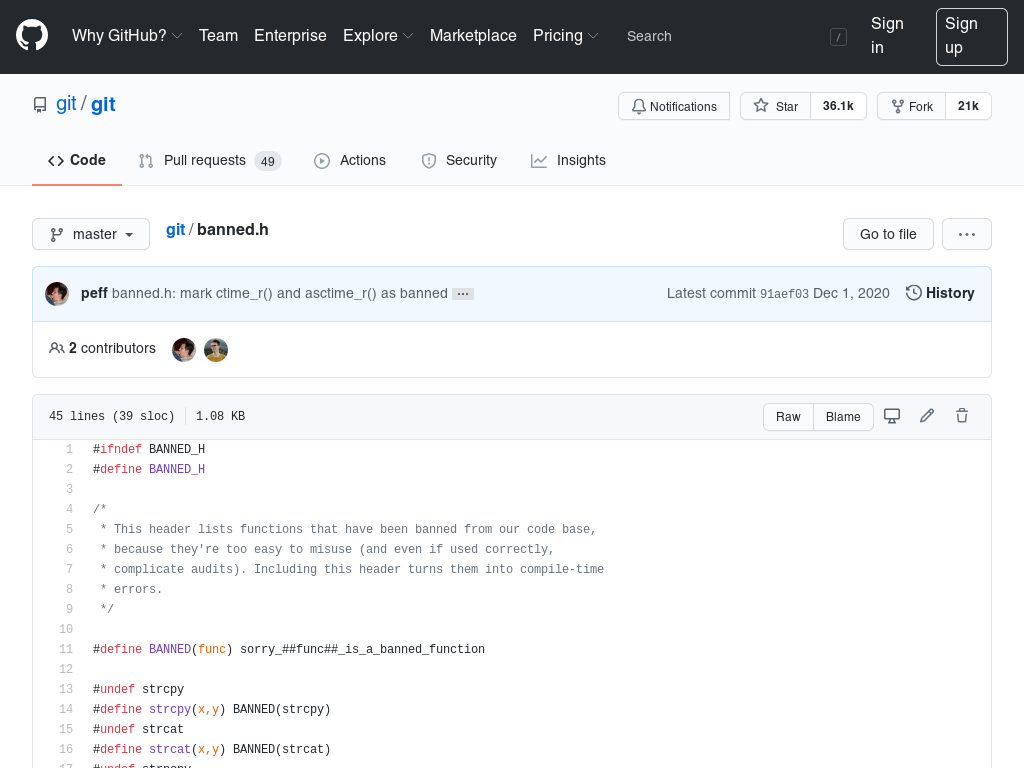 Why GitHub? Team Enterprise Explore Marketplace Pricing Search / Sign in Sign up
git / git Notifications Star 36.1k Fork 21k
Code Pull requests 49 Actions Security Insights
master git / banned.h Go to file
peff banned.h: mark ctime_r() and asctime_r() as banned … Latest commit 91aef03 Dec 1, 2020 History
2 contributors
45 lines (39 sloc) 1.08 KB Raw Blame
1 #ifndef BANNED_H
2 #define BANNED_H
3
4 /*
5 * This header lists functions that have been banned from our code base,
6 * because they're too easy to misuse (and even if used correctly,
7 * complicate audits). Including this header turns them into compile-time
8 * errors.
9 */
10
11 #define BANNED(func) sorry_##func##_is_a_banned_function
12
13 #undef strcpy
14 #define strcpy(x,y) BANNED(strcpy)
15 #undef strcat
16 #define strcat(x,y) BANNED(strcat)
17 #undef strncpy